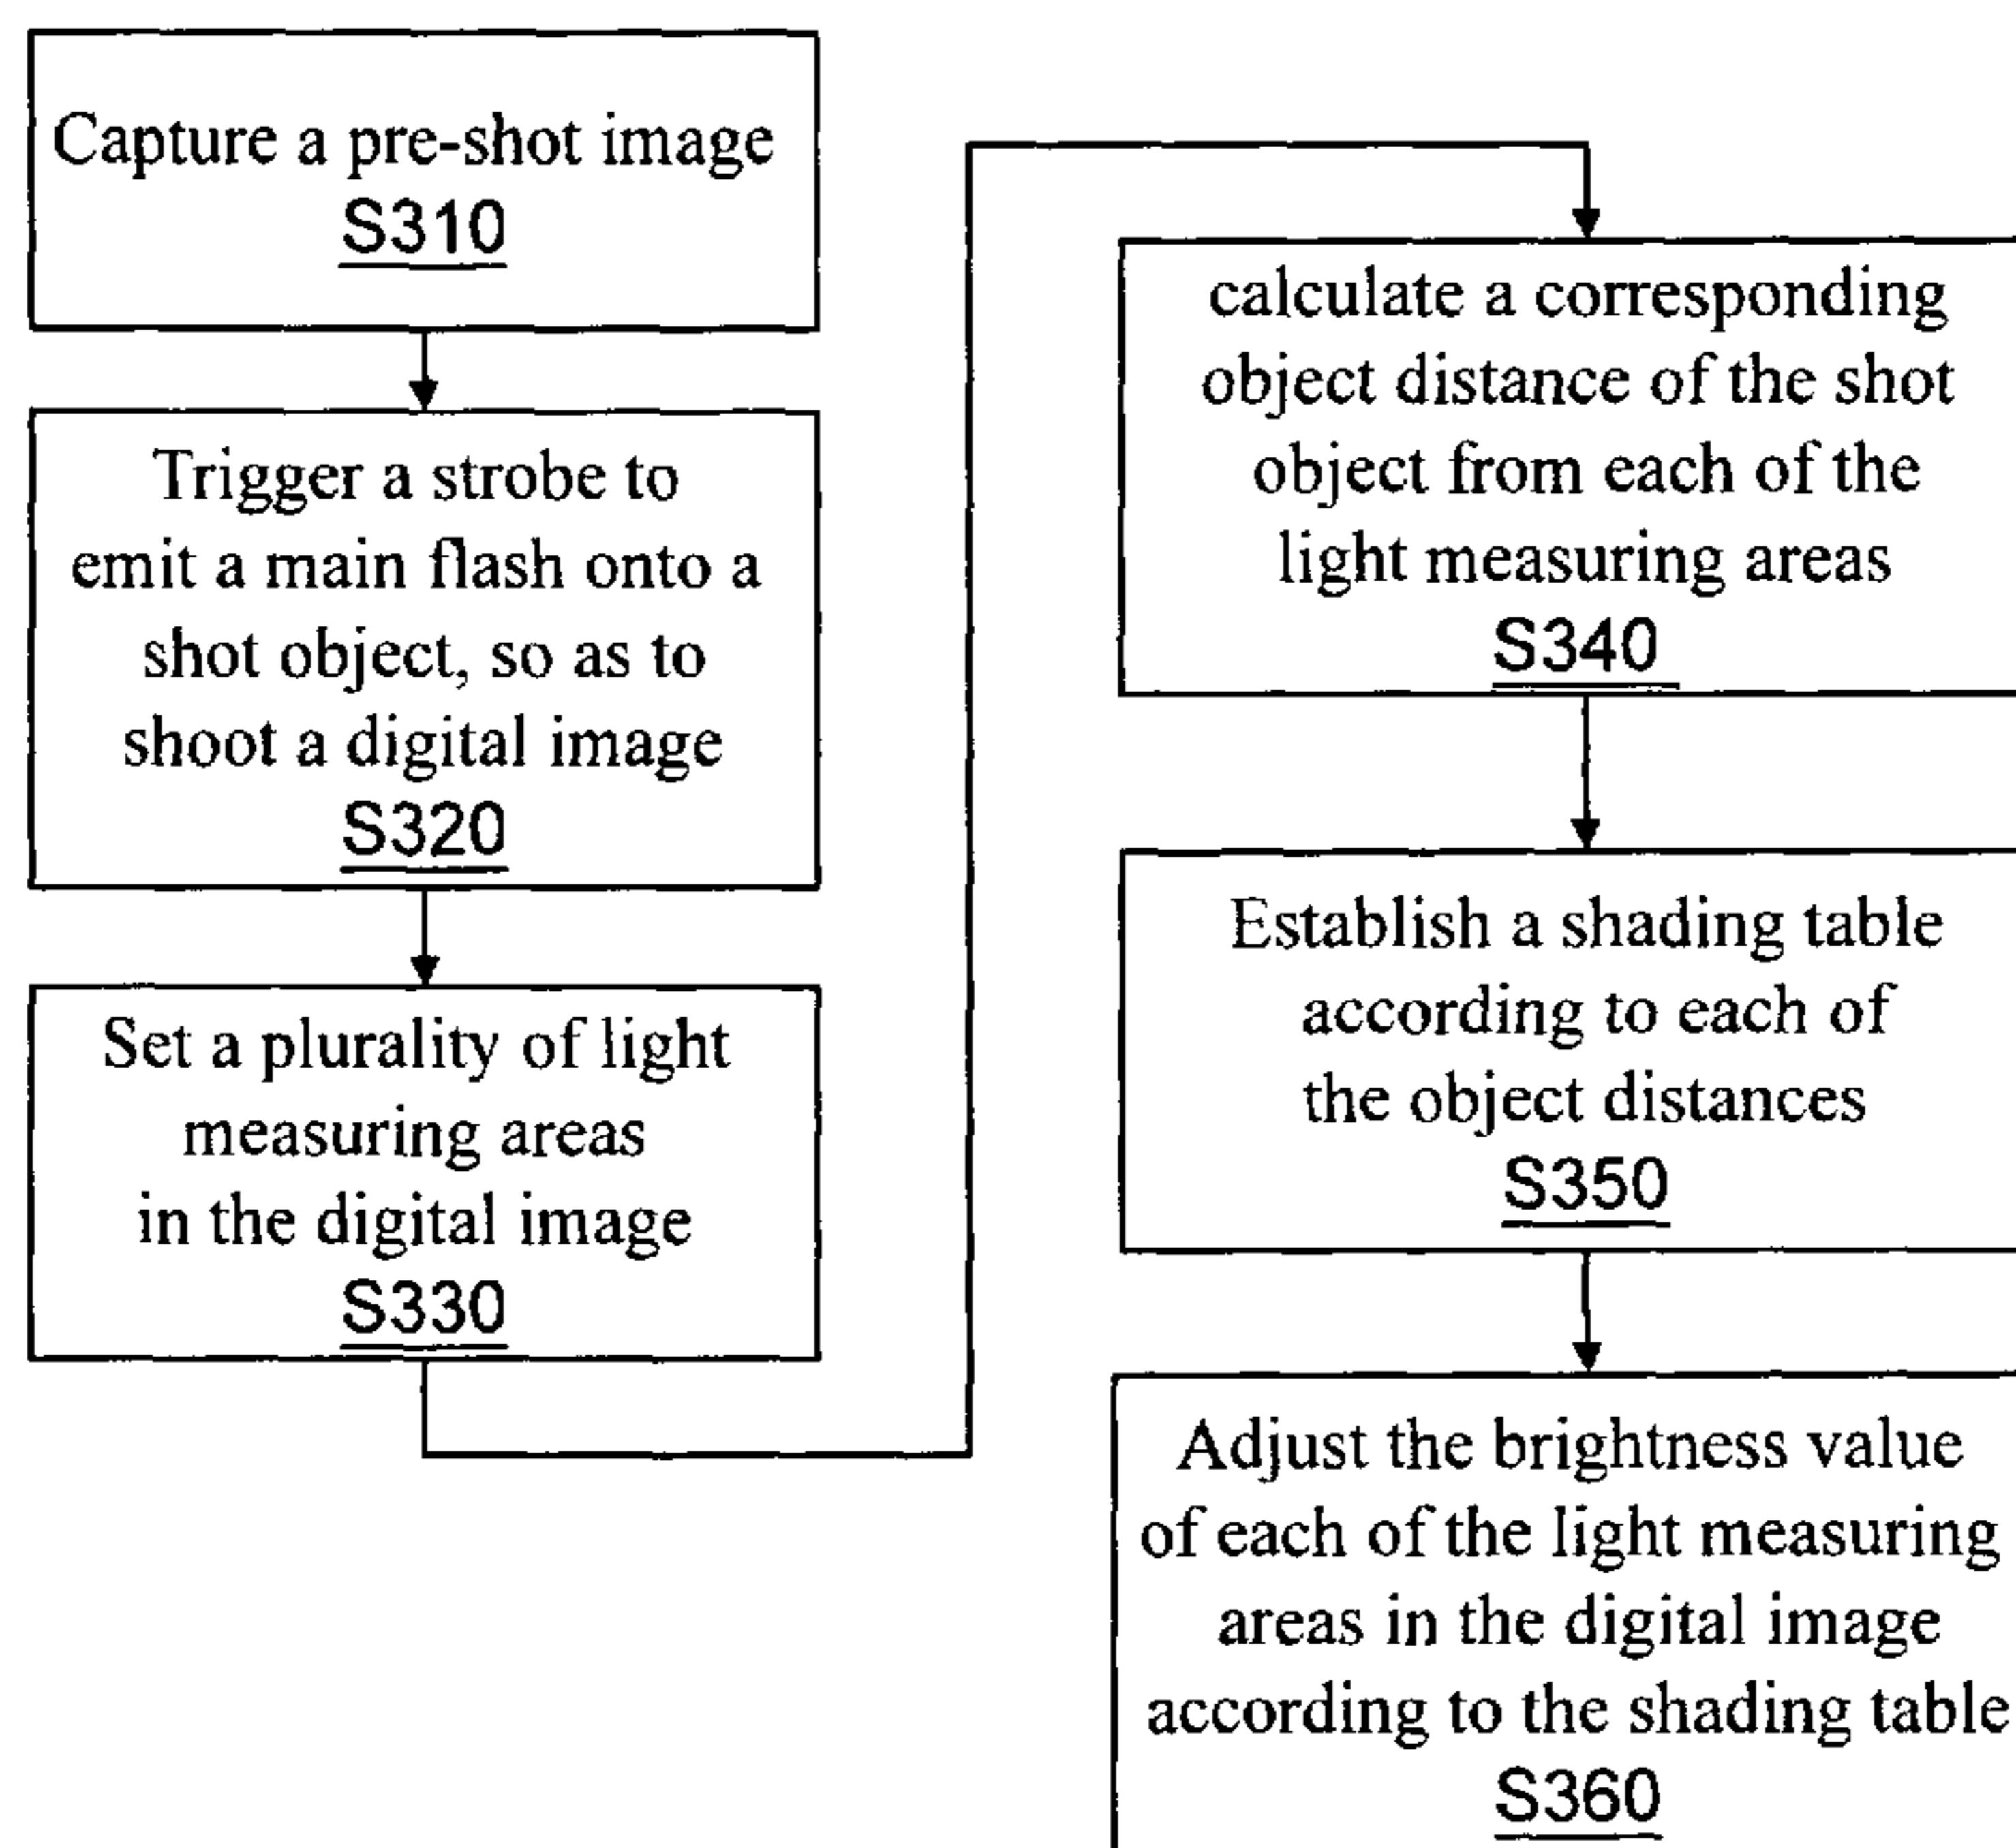 Capture a pre-shot image
S310
Trigger a strobe to
emit a main flash onto a
shot object, so as to
shoot a digital image
S320
Set a plurality of light
measuring areas
in the digital image
S330
calculate a corresponding
object distance of the shot
object from each of the
light measuring areas
S340
Establish a shading table
according to each of
the object distances
S350
Adjust the brightness value
of each of the light measuring
areas in the digital image
according to the shading table
S360